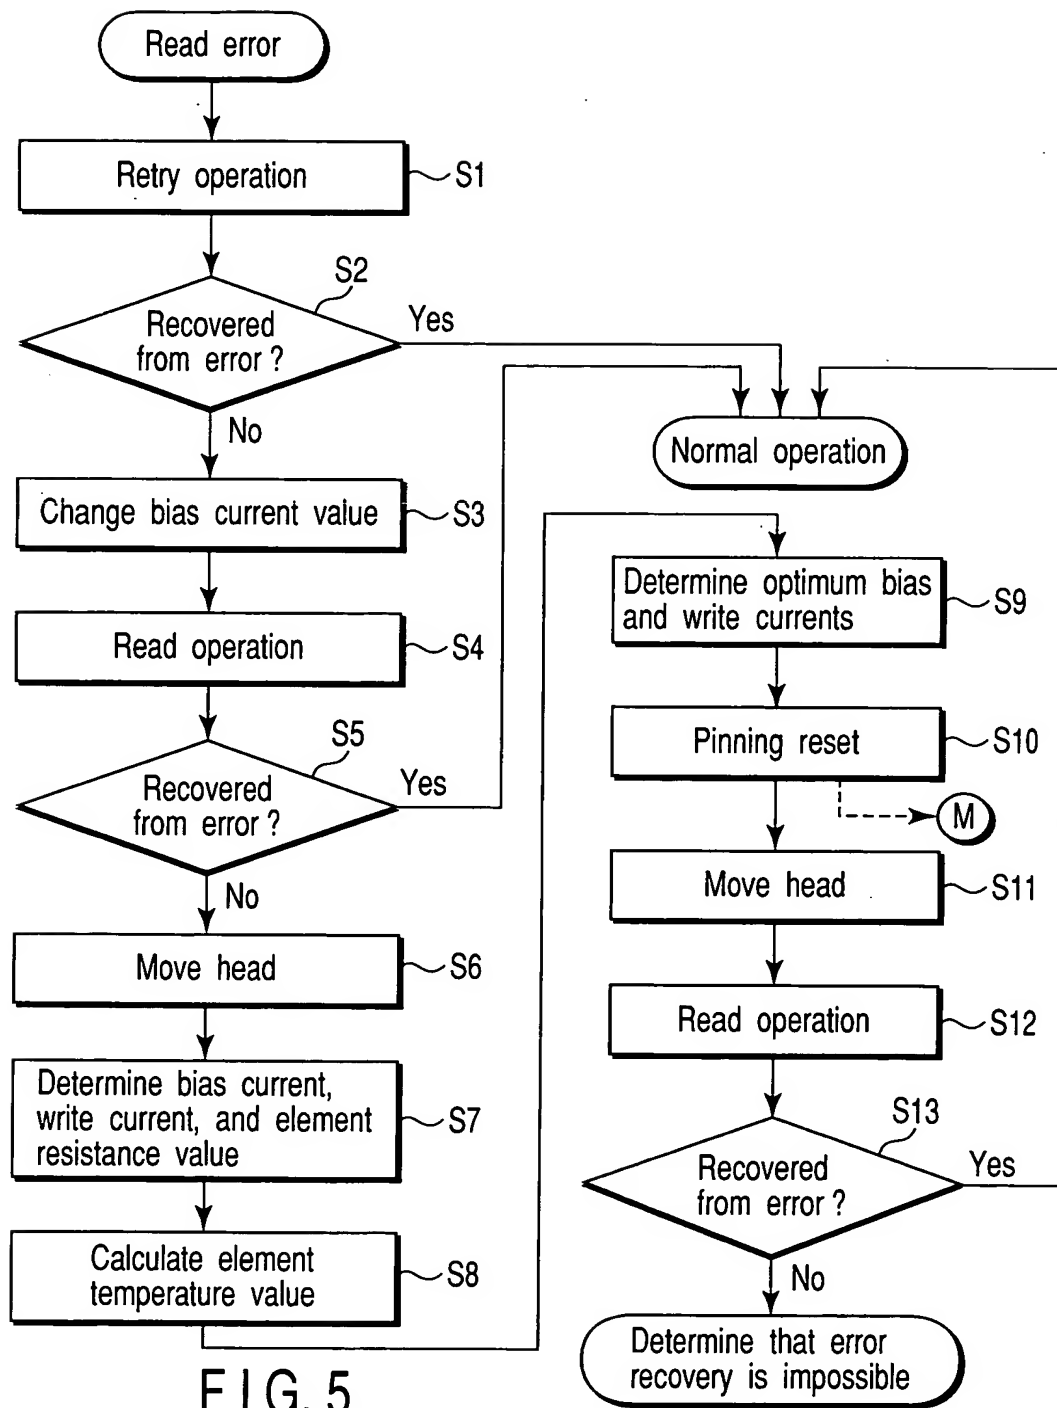 Read error
Retry operation
S1
S2
Recovered
from error?
Yes
No
Change bias current value
S3
Read operation
S4
S5
Recovered
from error?
Yes
No
Move head
S6
Determine bias current,
write current, and element
resistance value
S7
Calculate element
temperature value
S8
Normal operation
Determine optimum bias
and write currents
S9
Pinning reset
S10
M
Move head
S11
Read operation
S12
S13
Recovered
from error?
Yes
No
Determine that error
recovery is impossible
FIG. 5